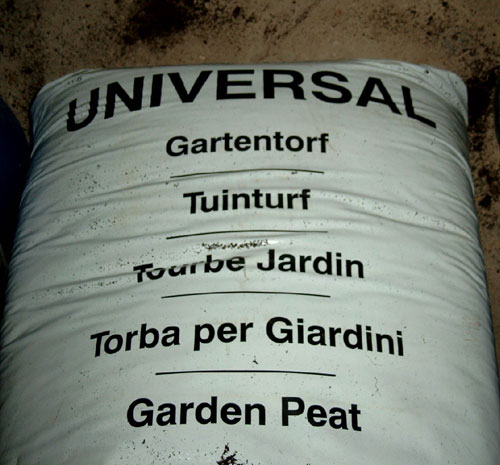 UNIVERSAL
Gartentorf
Tuinturf
Tourbe Jardin
Torba per Giardini
Garden Peat